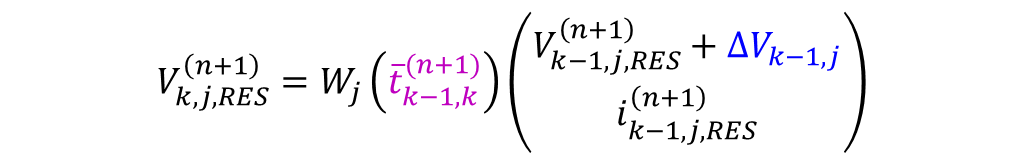 V_{k,j,RES}^{(n+1)} = W_j ( t̄_{k−1,k}^{(n+1)} ) ( V_{k−1,j,RES}^{(n+1)} + ΔV_{k−1,j}
i_{k−1,j,RES}^{(n+1)} )